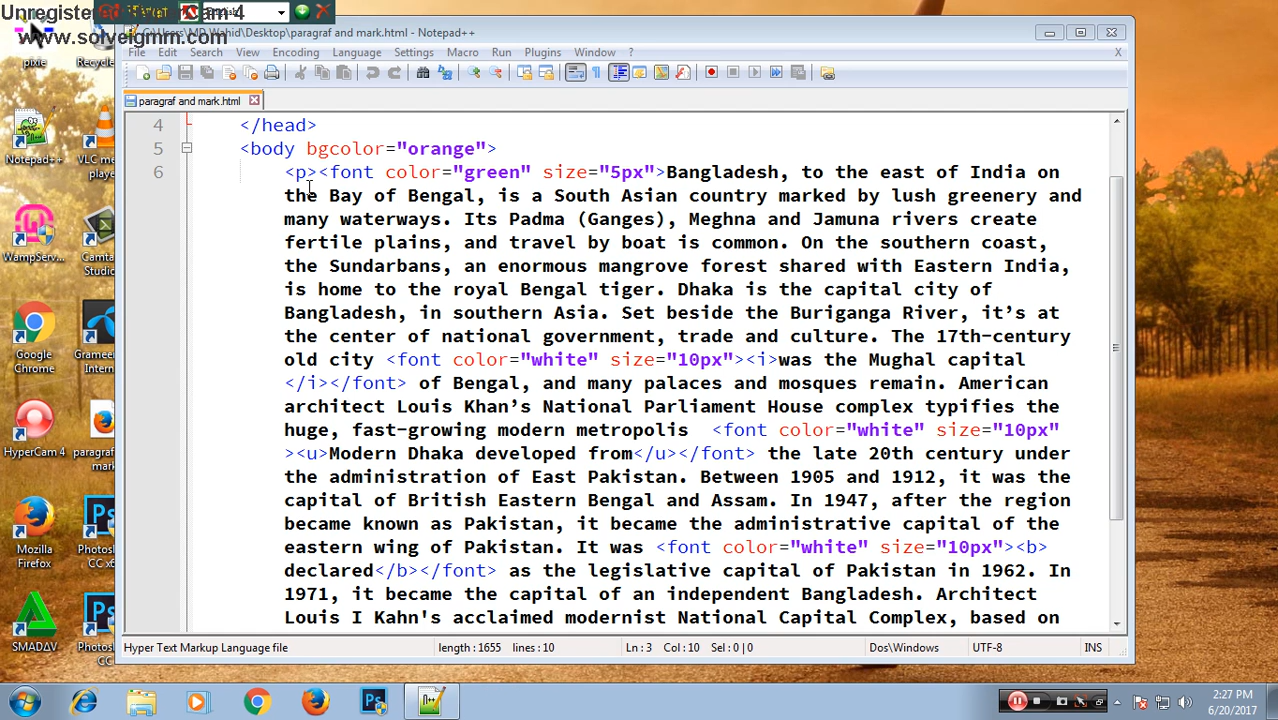 Unregistered HyperCam 4
www.solveigmm.com
C:\Users\MD.Wahid\Desktop\paragraf and mark.html - Notepad++
File Edit Search View Encoding Language Settings Macro Run Plugins Window ? X
paragraf and mark.html
4 </head>
5 <body bgcolor="orange">
6 <p><font color="green" size="5px">Bangladesh, to the east of India on
the Bay of Bengal, is a South Asian country marked by lush greenery and
many waterways. Its Padma (Ganges), Meghna and Jamuna rivers create
fertile plains, and travel by boat is common. On the southern coast,
the Sundarbans, an enormous mangrove forest shared with Eastern India,
is home to the royal Bengal tiger. Dhaka is the capital city of
Bangladesh, in southern Asia. Set beside the Buriganga River, it’s at
the center of national government, trade and culture. The 17th-century
old city <font color="white" size="10px"><i>was the Mughal capital
</i></font> of Bengal, and many palaces and mosques remain. American
architect Louis Khan’s National Parliament House complex typifies the
huge, fast-growing modern metropolis <font color="white" size="10px"
><u>Modern Dhaka developed from</u></font> the late 20th century under
the administration of East Pakistan. Between 1905 and 1912, it was the
capital of British Eastern Bengal and Assam. In 1947, after the region
became known as Pakistan, it became the administrative capital of the
eastern wing of Pakistan. It was <font color="white" size="10px"><b>
declared</b></font> as the legislative capital of Pakistan in 1962. In
1971, it became the capital of an independent Bangladesh. Architect
Louis I Kahn's acclaimed modernist National Capital Complex, based on
Hyper Text Markup Language file length : 1655 lines : 10 Ln : 3 Col : 10 Sel : 0 | 0 Dos\Windows UTF-8 INS
pixie
Recycle
Notepad++
VLC me
player
WampServ...
Camta
Studio
Google
Chrome
Grameer
HyperCam 4
paragraf
mark
Mozilla
Firefox
Photosh
CC x6
SMADΔV
Photosh
CC
2:27 PM
6/20/2017